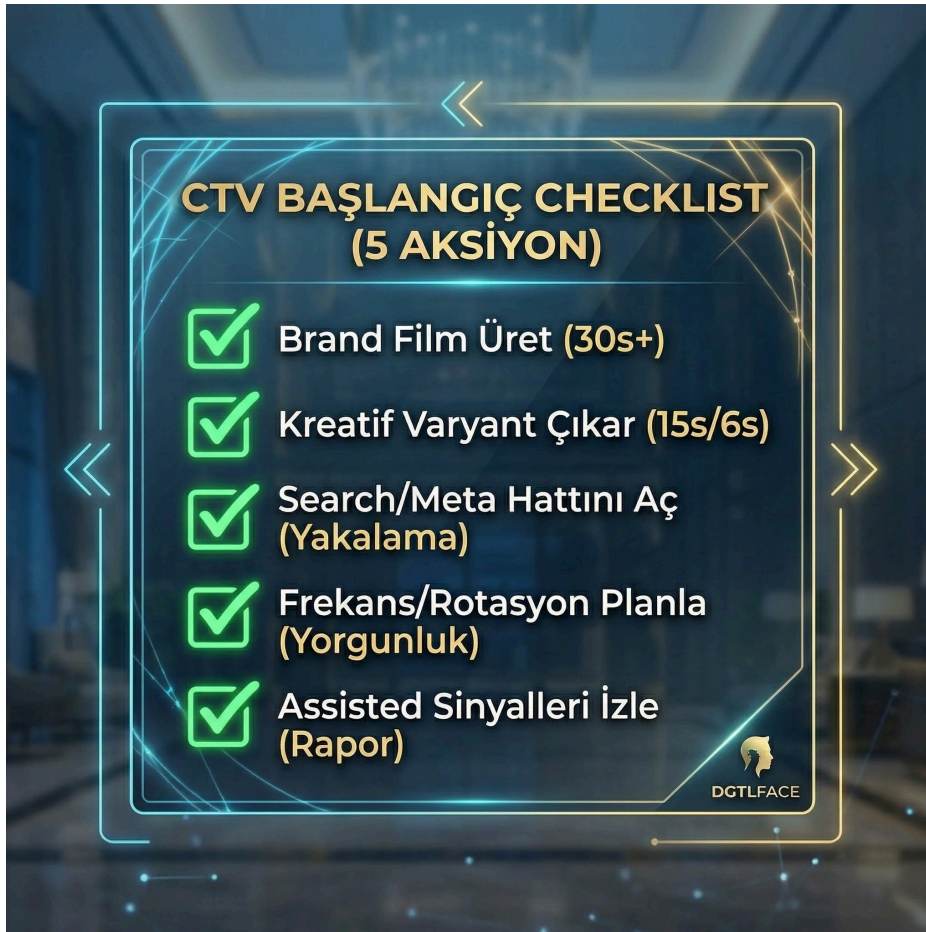 CTV BAŞLANGIÇ CHECKLIST
(5 AKSİYON)
Brand Film Üret (30s+)
Kreatif Varyant Çıkar (15s/6s)
Search/Meta Hattını Aç
(Yakalama)
Frekans/Rotasyon Planla
(Yorgunluk)
Assisted Sinyalleri İzle
(Rapor)
DGTLFACE